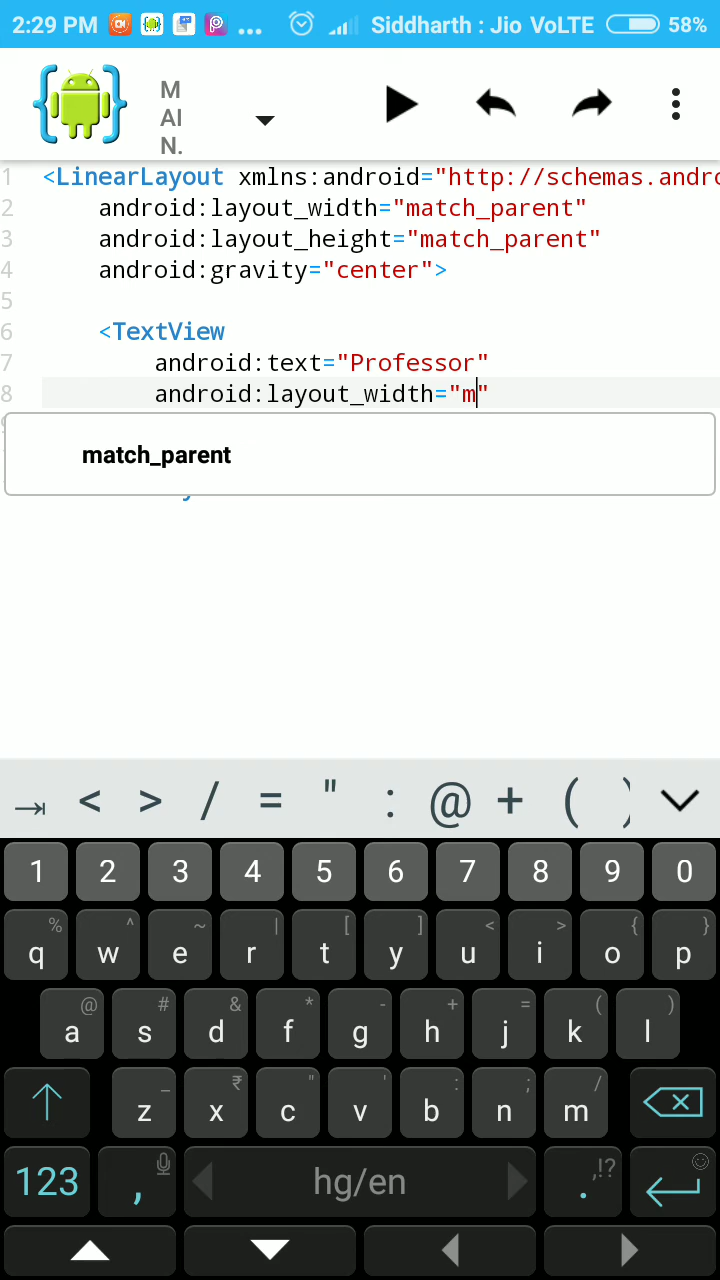 2:29 PM ... Siddharth : Jio VoLTE 58%
M
AI
N.
1 <LinearLayout xmlns:android="http://schemas.andro
2 android:layout_width="match_parent"
3 android:layout_height="match_parent"
4 android:gravity="center">
5
6 <TextView
7 android:text="Professor"
8 android:layout_width="m"
match_parent
< > / = " : @ + ( )
1 2 3 4 5 6 7 8 9 0
% ^ ~ | [ ] < > { }
q w e r t y u i o p
@ # & * - + = ( )
a s d f g h j k l
_ ₹ " ' : ; /
z x c v b n m
123 , hg/en . ,!?